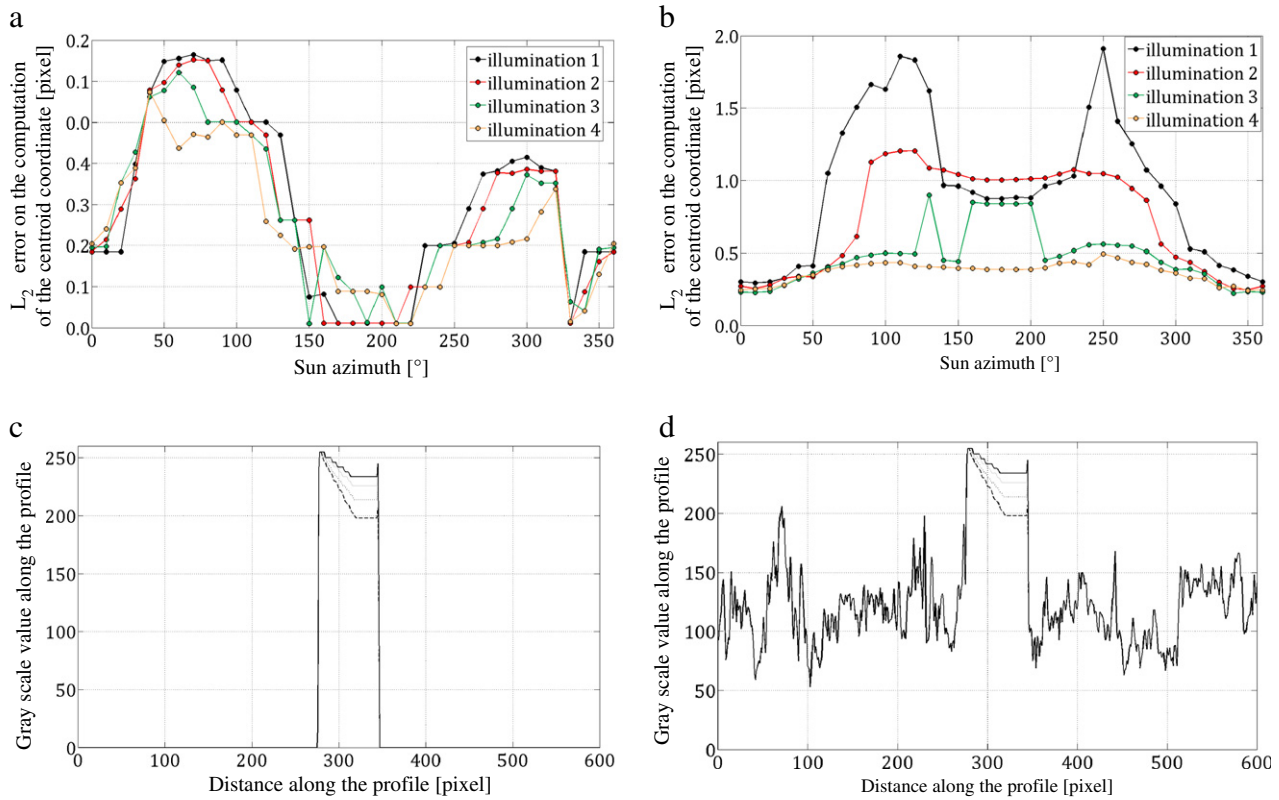 a
L2 error on the computation
of the centroid coordinate [pixel]
0.2
0.1
0.0
0.4
0.2
0.0
illumination 1
illumination 2
illumination 3
illumination 4
0 50 100 150 200 250 300 350
Sun azimuth [°]
b
L2 error on the computation
of the centroid coordinate [pixel]
2.0
1.5
1.0
0.5
0.0
illumination 1
illumination 2
illumination 3
illumination 4
0 50 100 150 200 250 300 350
Sun azimuth [°]
c
Gray scale value along the profile
250
200
150
100
50
0
0 100 200 300 400 500 600
Distance along the profile [pixel]
d
Gray scale value along the profile
250
200
150
100
50
0
0 100 200 300 400 500 600
Distance along the profile [pixel]